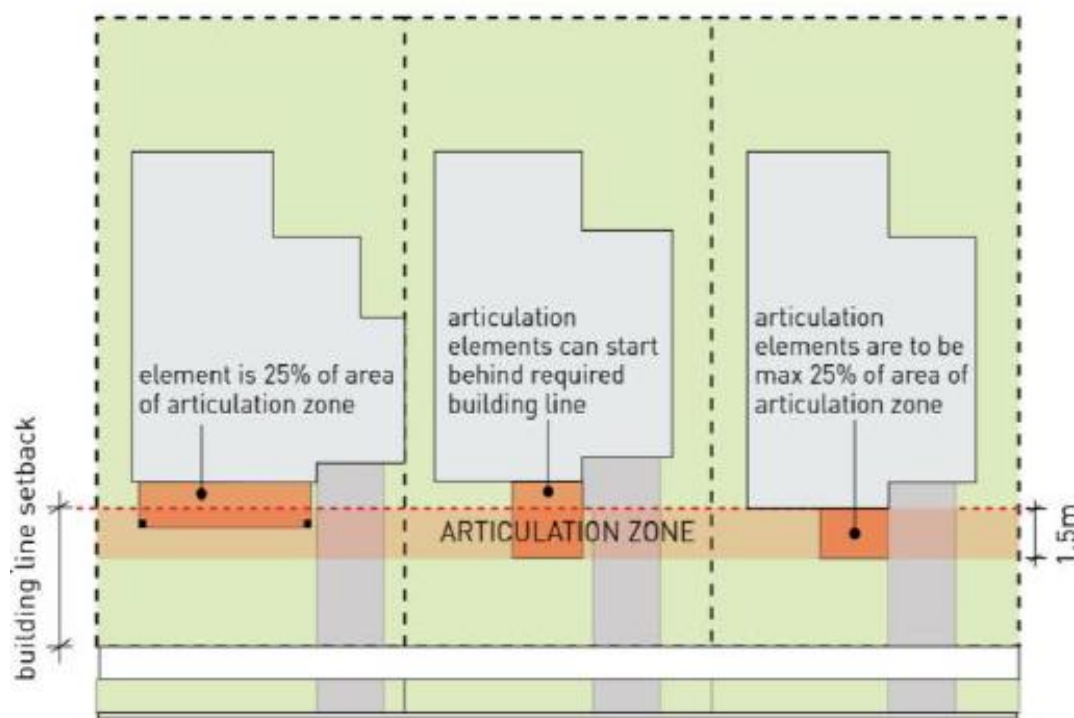 element is 25% of area
of articulation zone
articulation
elements can start
behind required
building line
articulation
elements are to be
max 25% of area of
articulation zone
building line setback
ARTICULATION ZONE
1.5m